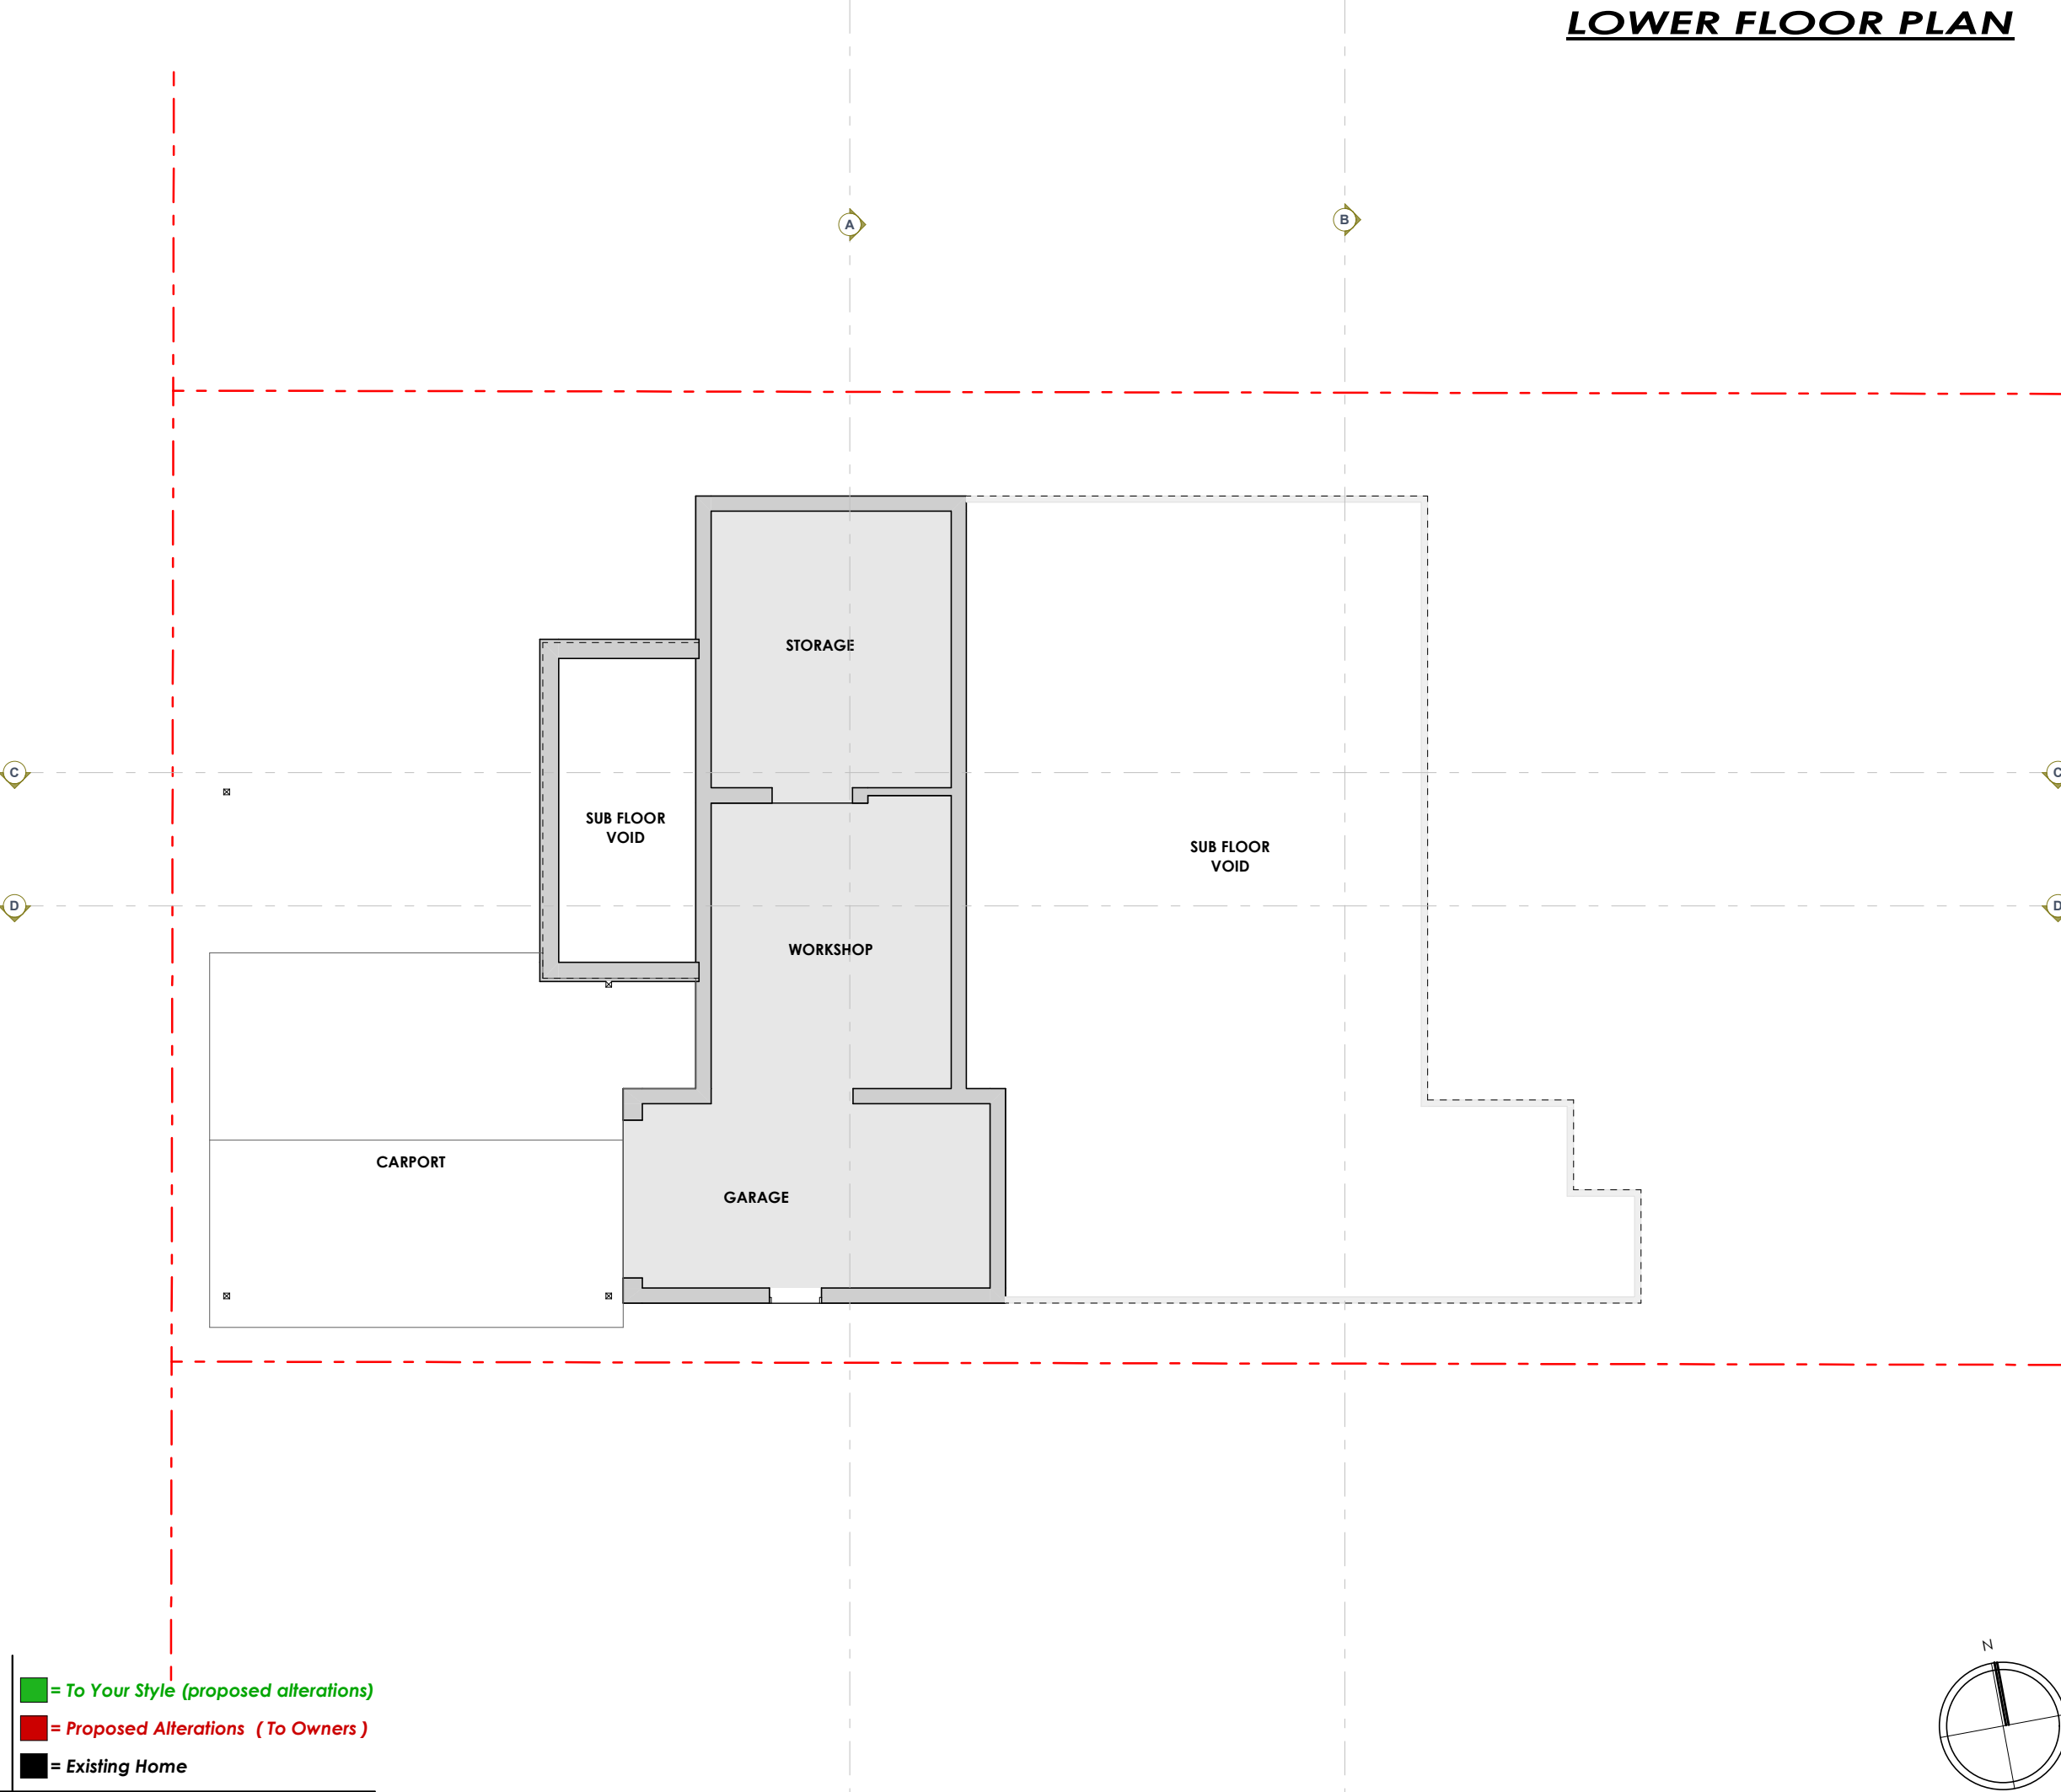 LOWER FLOOR PLAN
A
B
STORAGE
C
C
SUB FLOOR
VOID
SUB FLOOR
VOID
D
D
WORKSHOP
CARPORT
GARAGE
N
= To Your Style (proposed alterations)
= Proposed Alterations ( To Owners )
= Existing Home